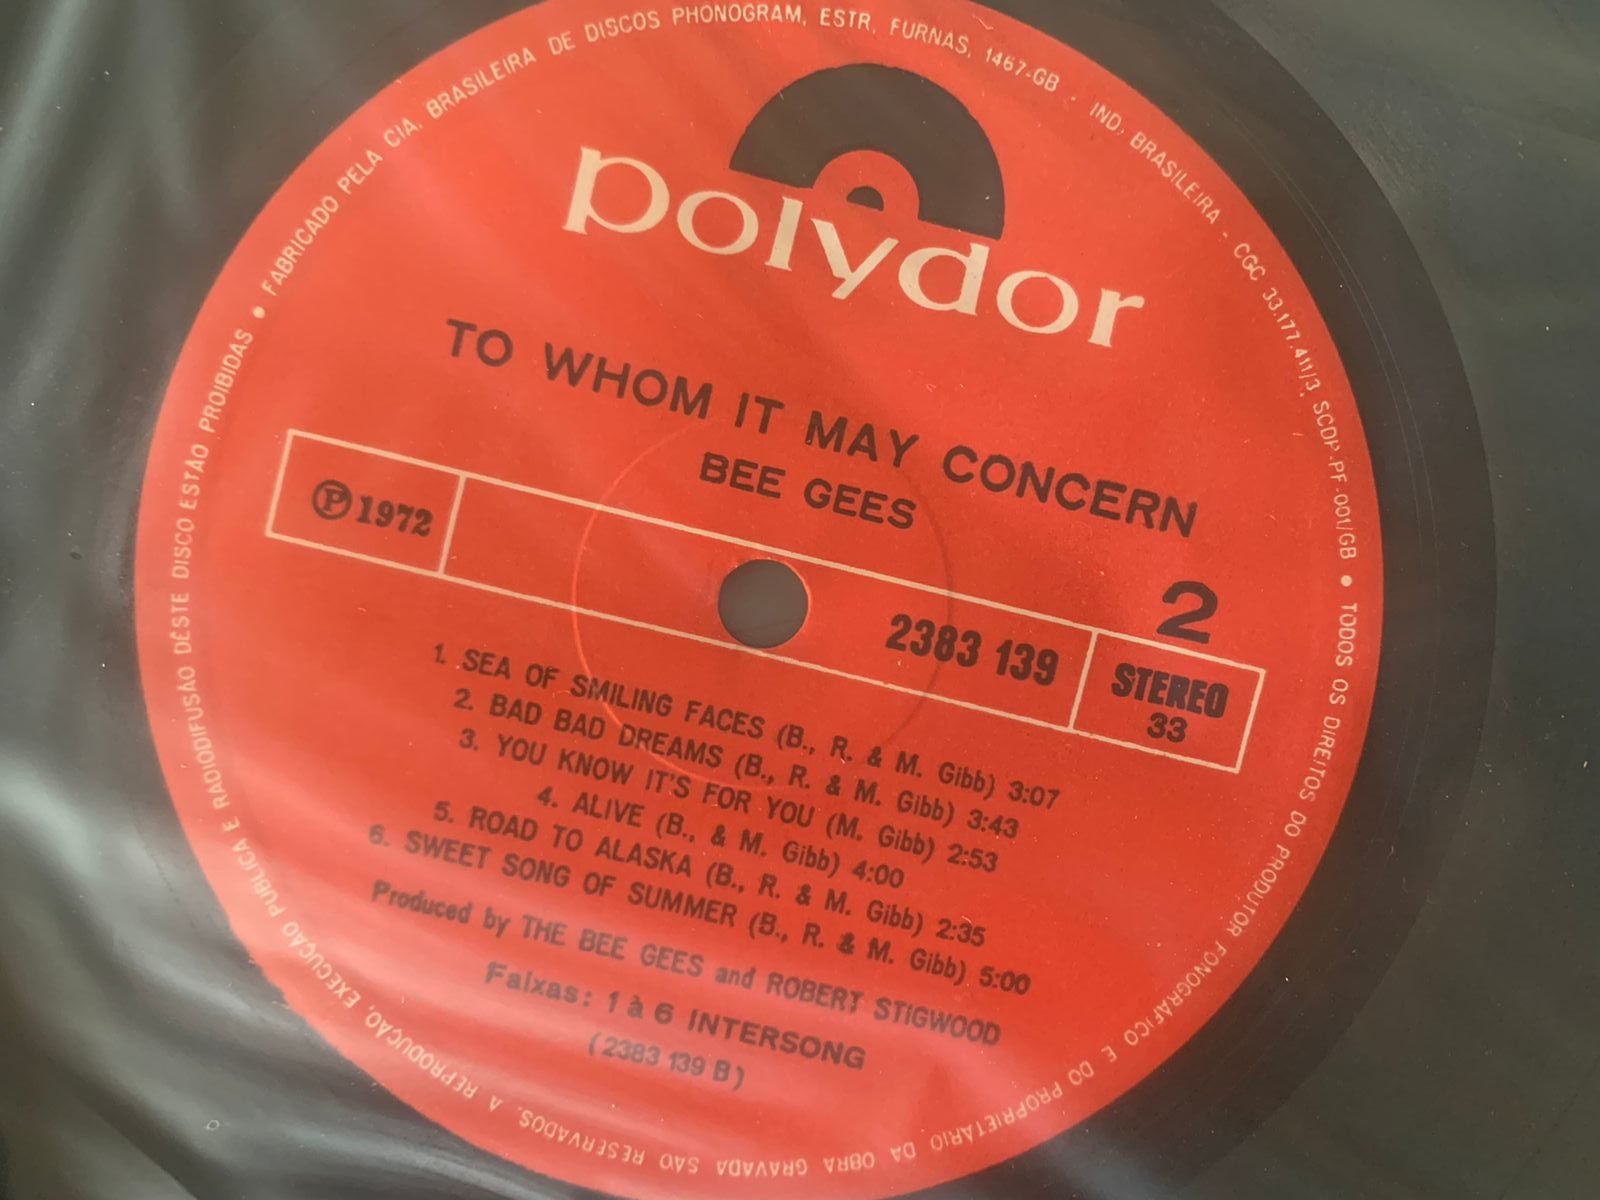 FABRICADO PELA CIA. BRASILEIRA DE DISCOS PHONOGRAM, ESTR. FURNAS, 1467-GB · IND. BRASILEIRA - CGC 33.177.411/3 SCDP.PF 001/GB • TODOS OS DIREITOS DO PRODUTOR FONOGRÁFICO E DO PROPRIETÁRIO DA OBRA GRAVADA SÃO RESERVADOS. A REPRODUÇÃO, EXECUÇÃO PÚBLICA E RADIODIFUSÃO DÊSTE DISCO ESTÃO PROIBIDAS •
polydor
TO WHOM IT MAY CONCERN
BEE GEES
Ⓟ1972
2
2383 139
STEREO
33
1. SEA OF SMILING FACES (B., R. & M. Gibb) 3:07
2. BAD BAD DREAMS (B., R. & M. Gibb) 3:43
3. YOU KNOW IT'S FOR YOU (M. Gibb) 2:53
4. ALIVE (B., & M. Gibb) 4:00
5. ROAD TO ALASKA (B., R. & M. Gibb) 2:35
6. SWEET SONG OF SUMMER (B., R. & M. Gibb) 5:00
Produced by THE BEE GEES and ROBERT STIGWOOD
Faixas: 1 à 6 INTERSONG
(2383 139 B)